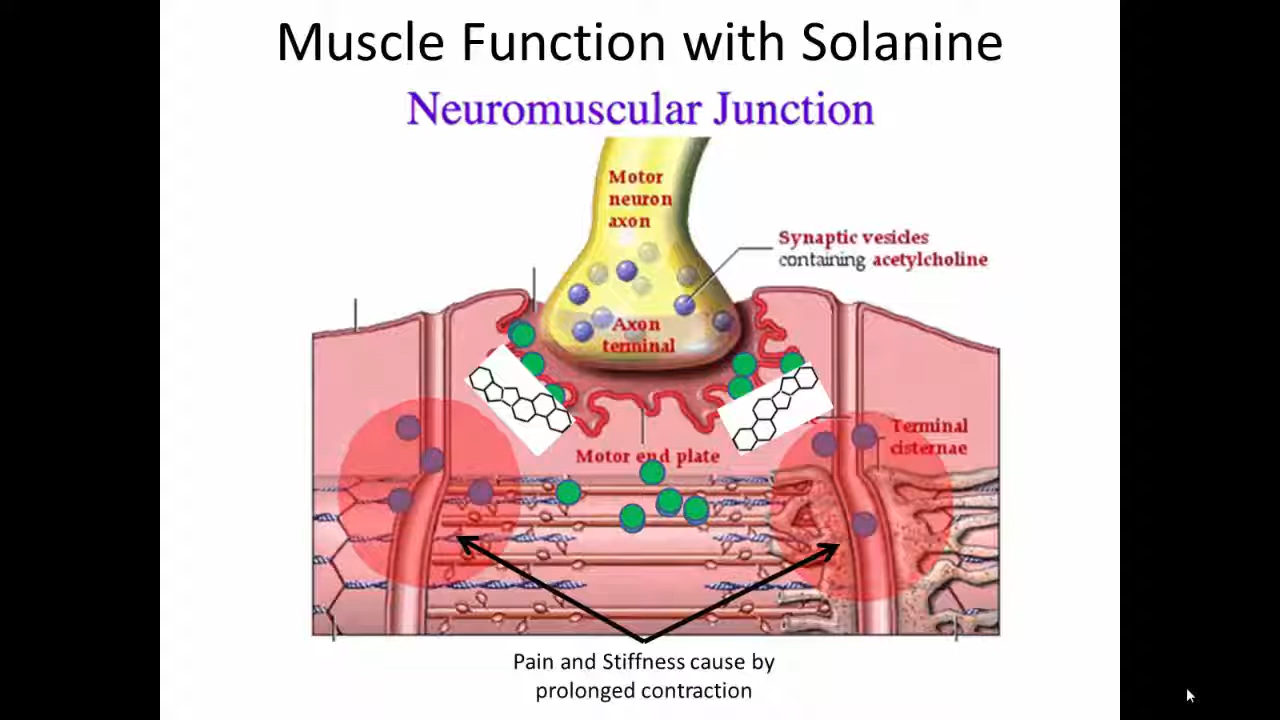 Muscle Function with Solanine
Neuromuscular Junction
Motor
neuron
axon
Synaptic vesicles
containing acetylcholine
Axon
terminal
Terminal
cisternae
Motor end plate
Pain and Stiffness cause by
prolonged contraction